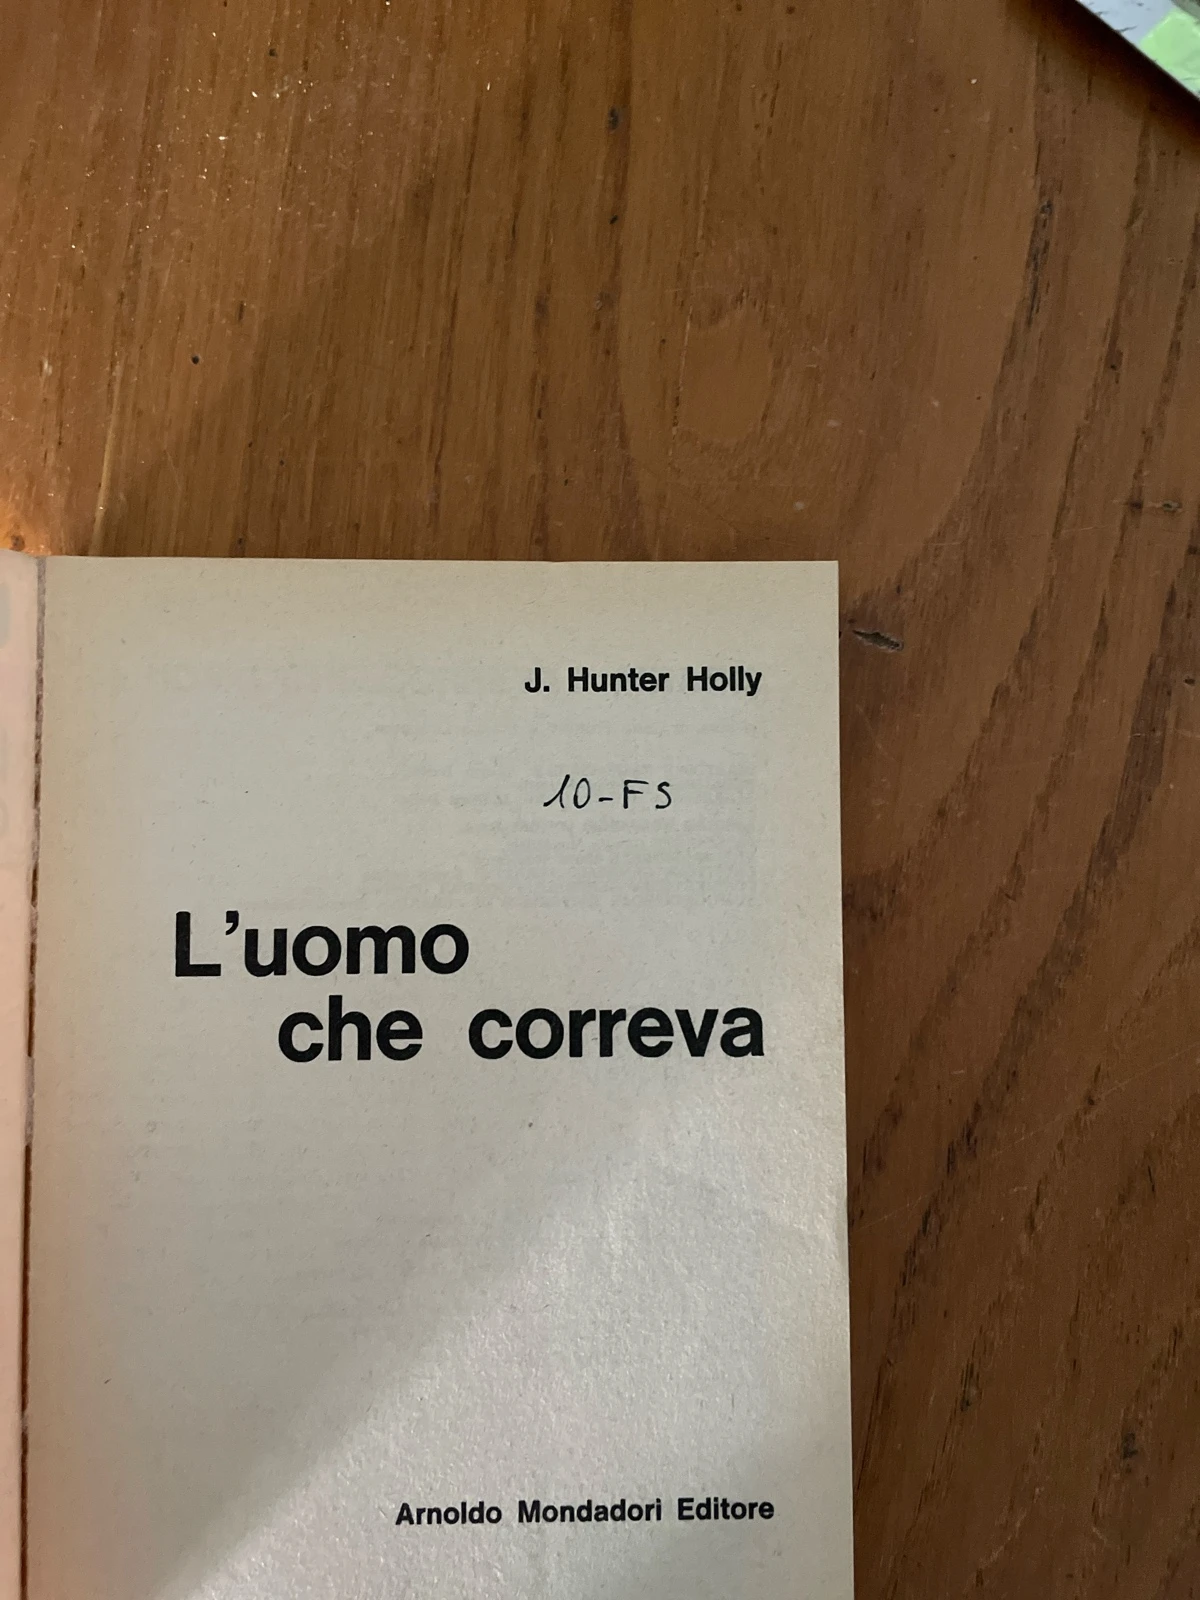 J. Hunter Holly
10-FS
L'uomo
che correva
Arnoldo Mondadori Editore